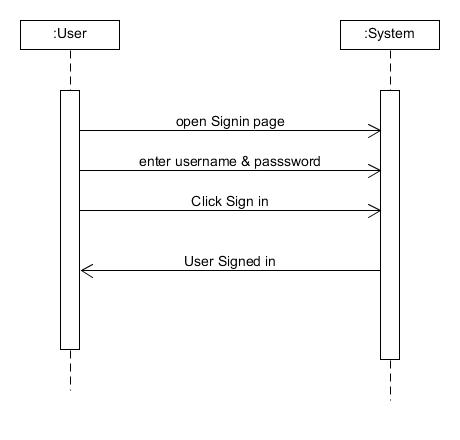 :User
:System
open Signin page
enter username & passsword
Click Sign in
User Signed in